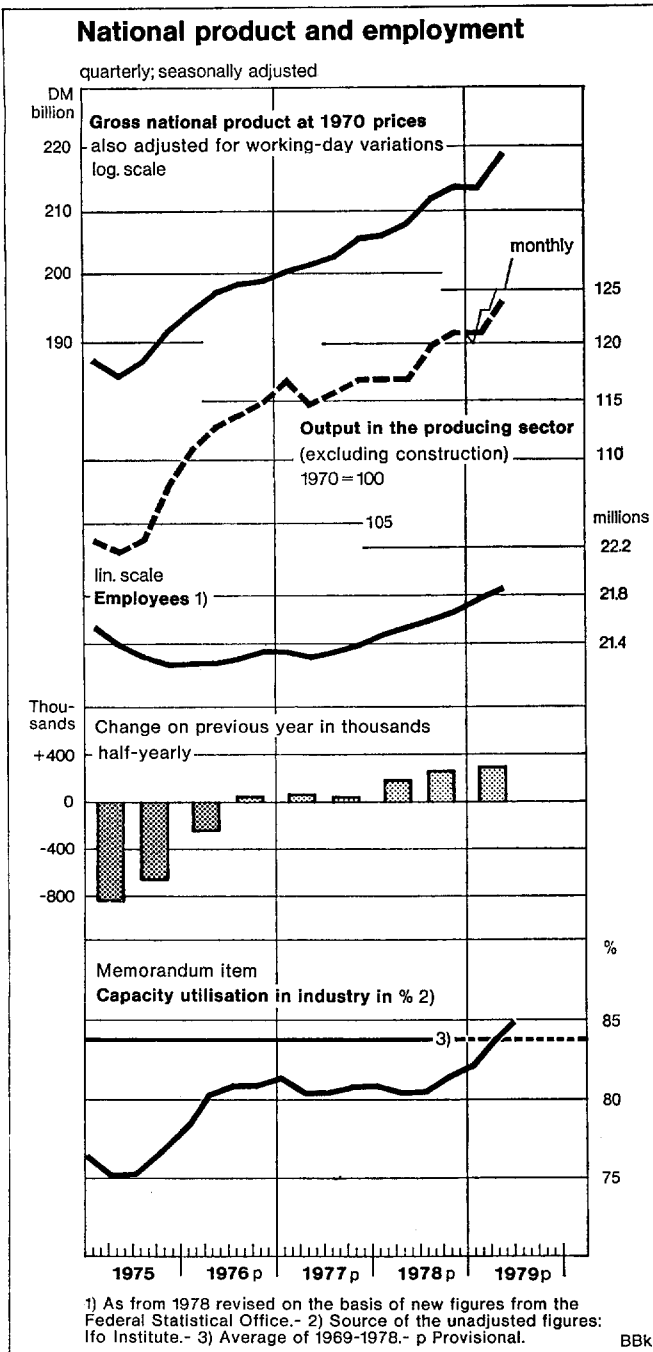 National product and employment
quarterly; seasonally adjusted
DM
billion
Gross national product at 1970 prices
also adjusted for working-day variations
log. scale
220
210
200
190
monthly
125
120
115
110
105
Output in the producing sector
(excluding construction)
1970 = 100
millions
22.2
21.8
21.4
lin. scale
Employees 1)
Thou-
sands
Change on previous year in thousands
half-yearly
+400
0
-400
-800
%
Memorandum item
Capacity utilisation in industry in % 2)
3)
85
80
75
1975 1976 p 1977 p 1978 p 1979 p
1) As from 1978 revised on the basis of new figures from the
Federal Statistical Office.- 2) Source of the unadjusted figures:
Ifo Institute.- 3) Average of 1969-1978.- p Provisional.
BBk